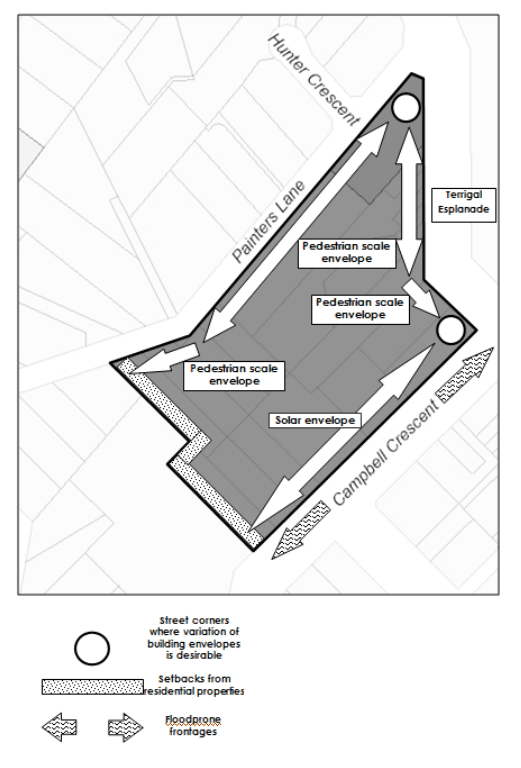 Hunter Crescent
Painters Lane
Terrigal
Esplanade
Pedestrian scale
envelope
Pedestrian scale
envelope
Pedestrian scale
envelope
Solar envelope
Campbell Crescent
Street corners
where variation of
building envelopes
is desirable
Setbacks from
residential properties
Floodprone
frontages